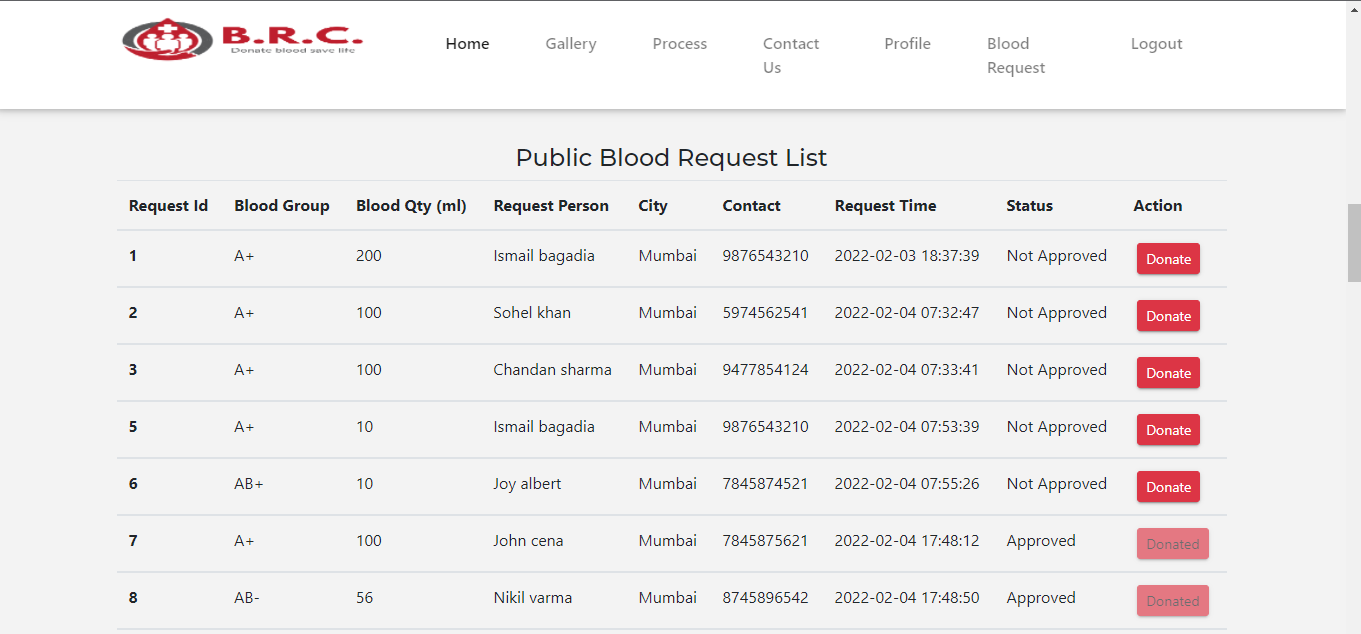 B.R.C.
Donate blood save life
Home Gallery Process Contact Us Profile Blood Request Logout
Public Blood Request List
Request Id Blood Group Blood Qty (ml) Request Person City Contact Request Time Status Action
1 A+ 200 Ismail bagadia Mumbai 9876543210 2022-02-03 18:37:39 Not Approved Donate
2 A+ 100 Sohel khan Mumbai 5974562541 2022-02-04 07:32:47 Not Approved Donate
3 A+ 100 Chandan sharma Mumbai 9477854124 2022-02-04 07:33:41 Not Approved Donate
5 A+ 10 Ismail bagadia Mumbai 9876543210 2022-02-04 07:53:39 Not Approved Donate
6 AB+ 10 Joy albert Mumbai 7845874521 2022-02-04 07:55:26 Not Approved Donate
7 A+ 100 John cena Mumbai 7845875621 2022-02-04 17:48:12 Approved Donated
8 AB- 56 Nikil varma Mumbai 8745896542 2022-02-04 17:48:50 Approved Donated